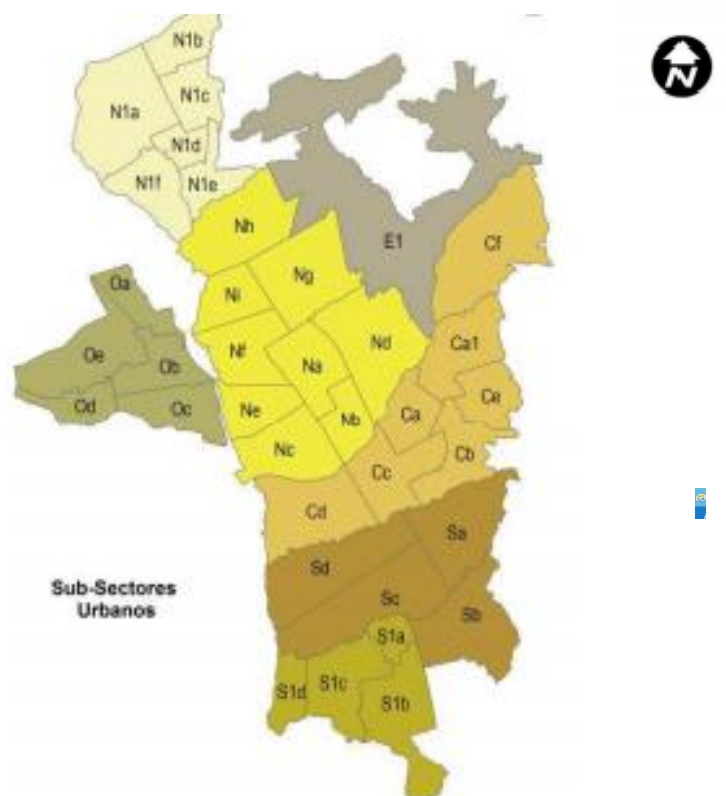 N1b
N1c
N1a
N1d
N1f
N1e
Nh
E1
Cf
Ng
Oa
Ni
Oe
Nf
Nd
Ca1
Ob
Na
Ce
Od
Oc
Ne
Nb
Ca
Nc
Cc
Cb
Cd
Sa
Sd
Sub-Sectores
Urbanos
Sc
Sb
S1a
S1d
S1c
S1b
N